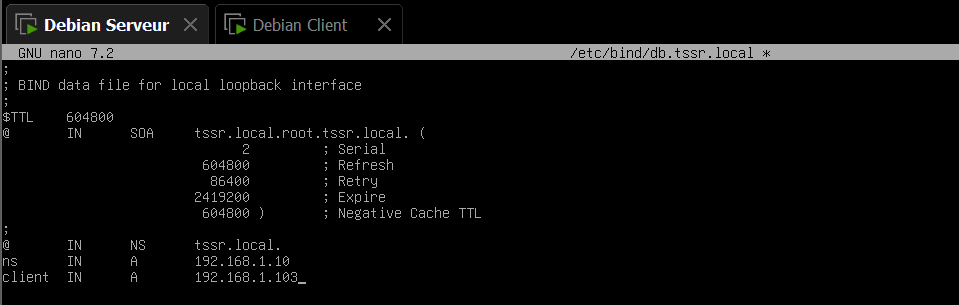 Debian Serveur Debian Client
GNU nano 7.2 /etc/bind/db.tssr.local *
;
; BIND data file for local loopback interface
;
$TTL 604800
@ IN SOA tssr.local.root.tssr.local. (
2 ; Serial
604800 ; Refresh
86400 ; Retry
2419200 ; Expire
604800 ) ; Negative Cache TTL
;
@ IN NS tssr.local.
ns IN A 192.168.1.10
client IN A 192.168.1.103_